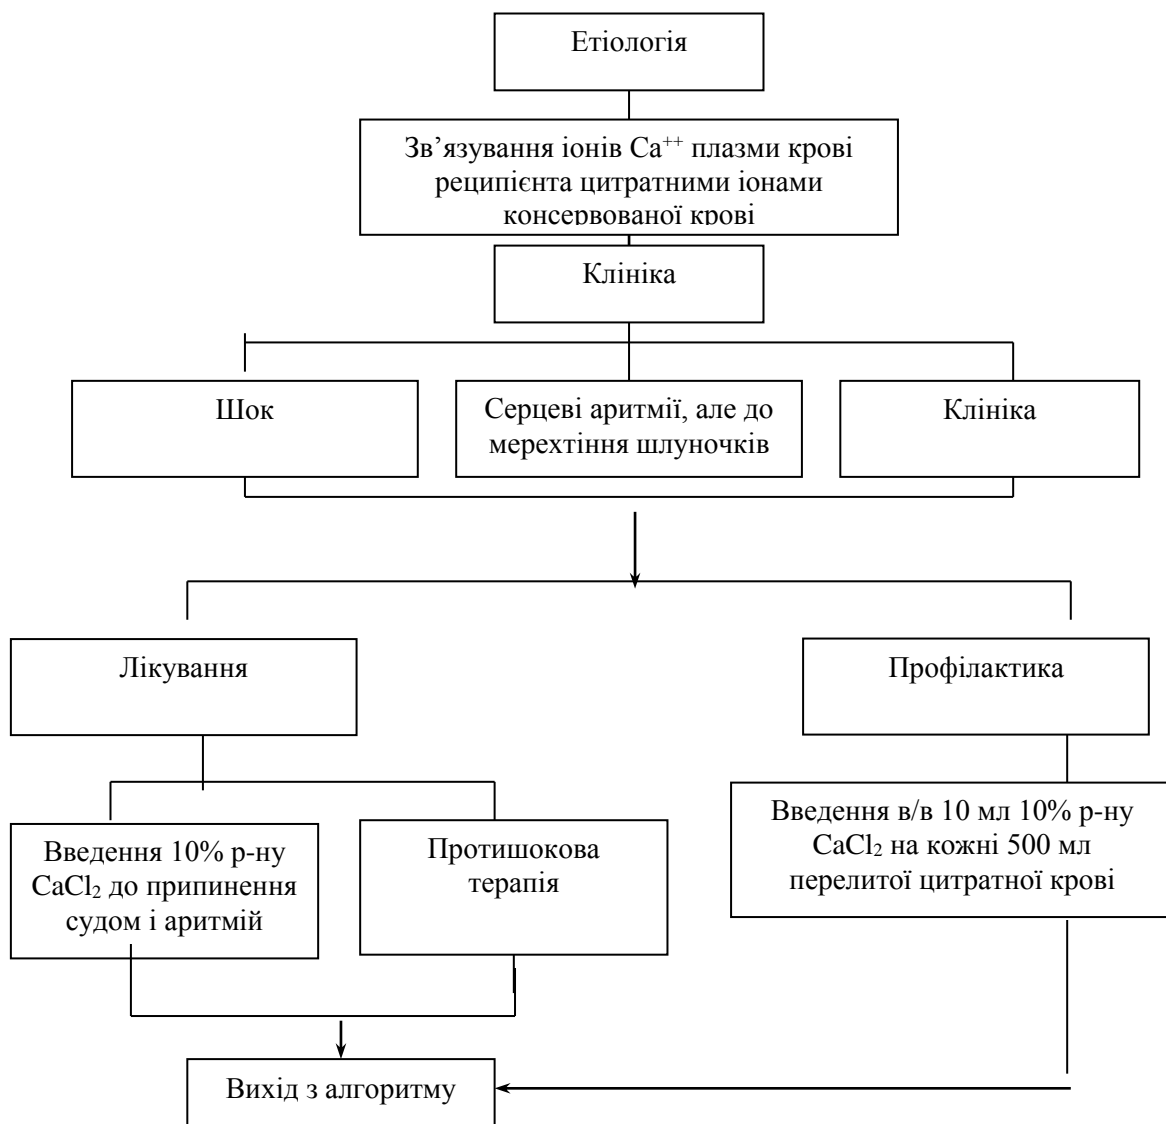 Етіологія
Зв’язування іонів Ca⁺⁺ плазми крові
реципієнта цитратними іонами
консервованої крові
Клініка
Шок
Серцеві аритмії, але до
мерехтіння шлуночків
Клініка
Лікування
Профілактика
Введення 10% р-ну
CaCl₂ до припинення
судом і аритмій
Протишокова
терапія
Введення в/в 10 мл 10% р-ну
CaCl₂ на кожні 500 мл
перелитої цитратної крові
Вихід з алгоритму